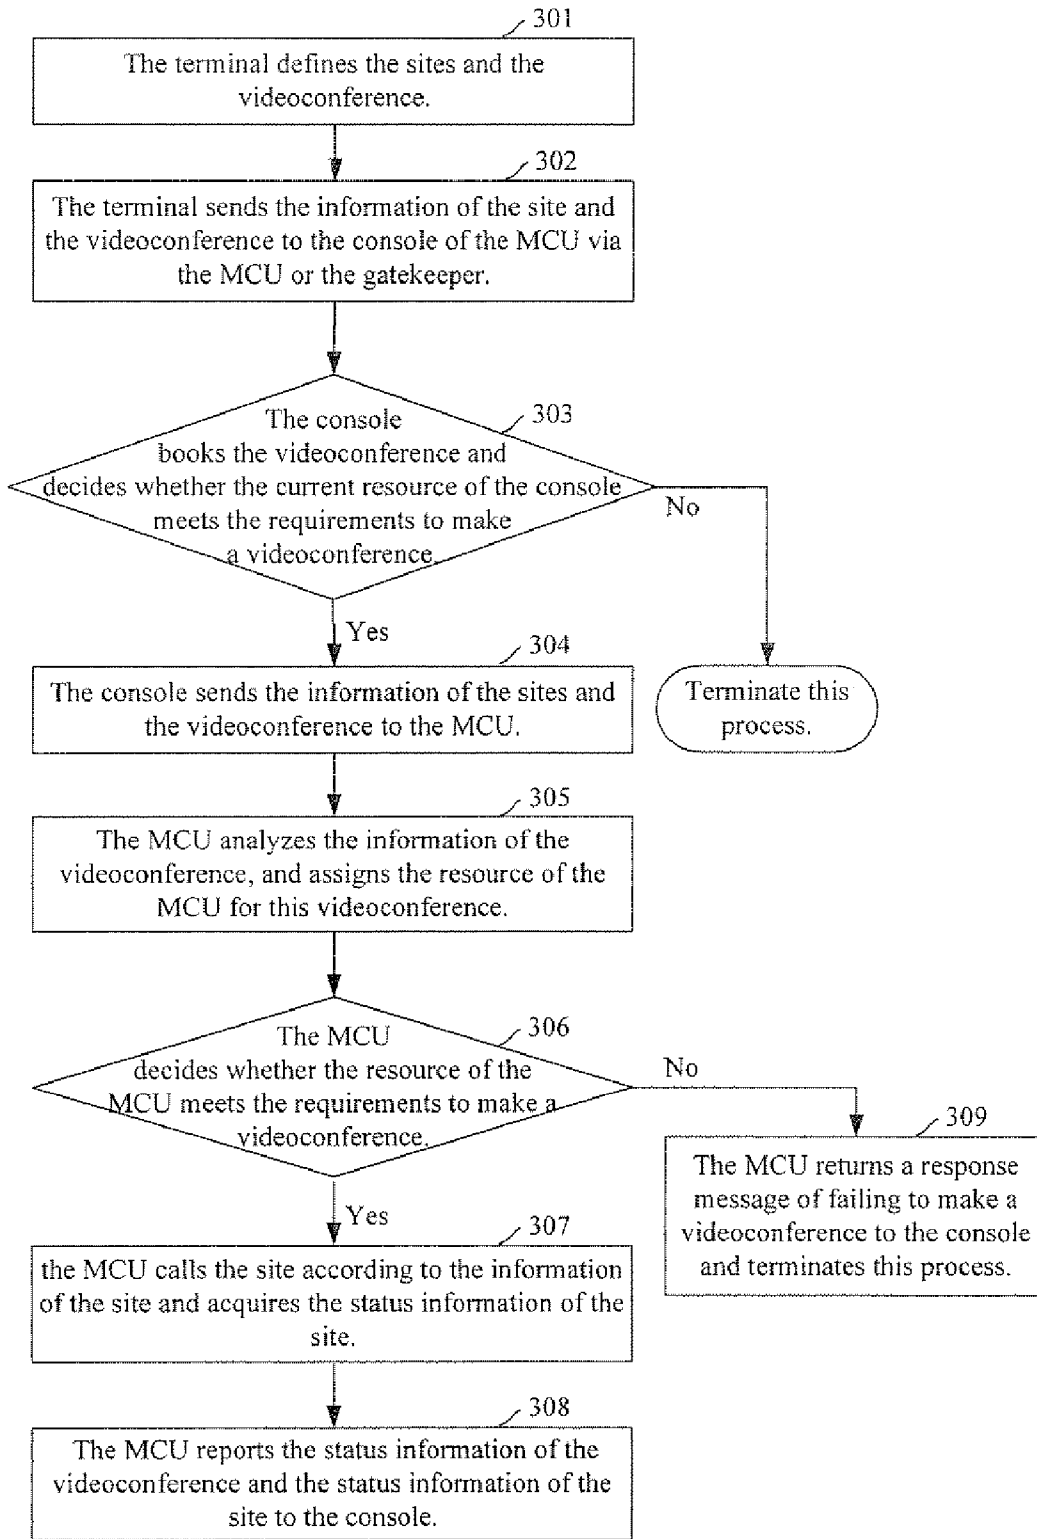 301
The terminal defines the sites and the
videoconference.
302
The terminal sends the information of the site and
the videoconference to the console of the MCU via
the MCU or the gatekeeper.
303
The console
books the videoconference and
decides whether the current resource of the console
meets the requirements to make
a videoconference.
No
Yes
304
The console sends the information of the sites and
the videoconference to the MCU.
Terminate this
process.
305
The MCU analyzes the information of the
videoconference, and assigns the resource of the
MCU for this videoconference.
306
The MCU
decides whether the resource of the
MCU meets the requirements to make a
videoconference.
No
309
The MCU returns a response
message of failing to make a
videoconference to the console
and terminates this process.
Yes
307
the MCU calls the site according to the information
of the site and acquires the status information of the
site.
308
The MCU reports the status information of the
videoconference and the status information of the
site to the console.